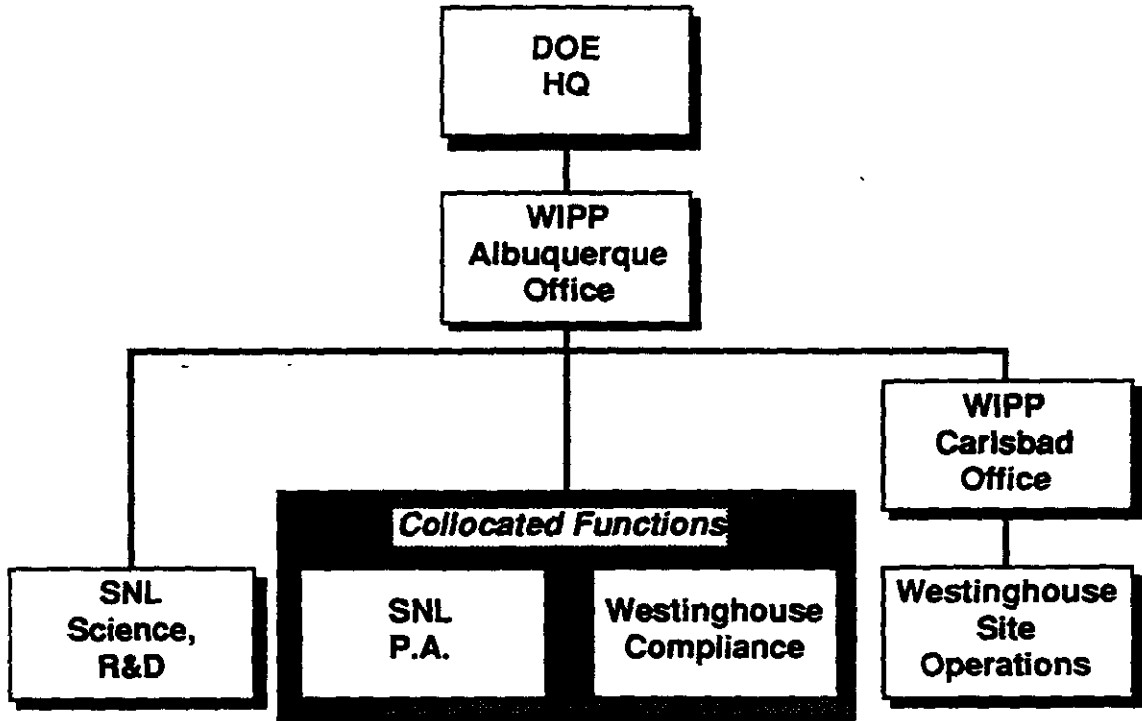 DOE
HQ
WIPP
Albuquerque
Office
WIPP
Carlsbad
Office
Collocated Functions
SNL
Science,
R&D
SNL
P.A.
Westinghouse
Compliance
Westinghouse
Site
Operations